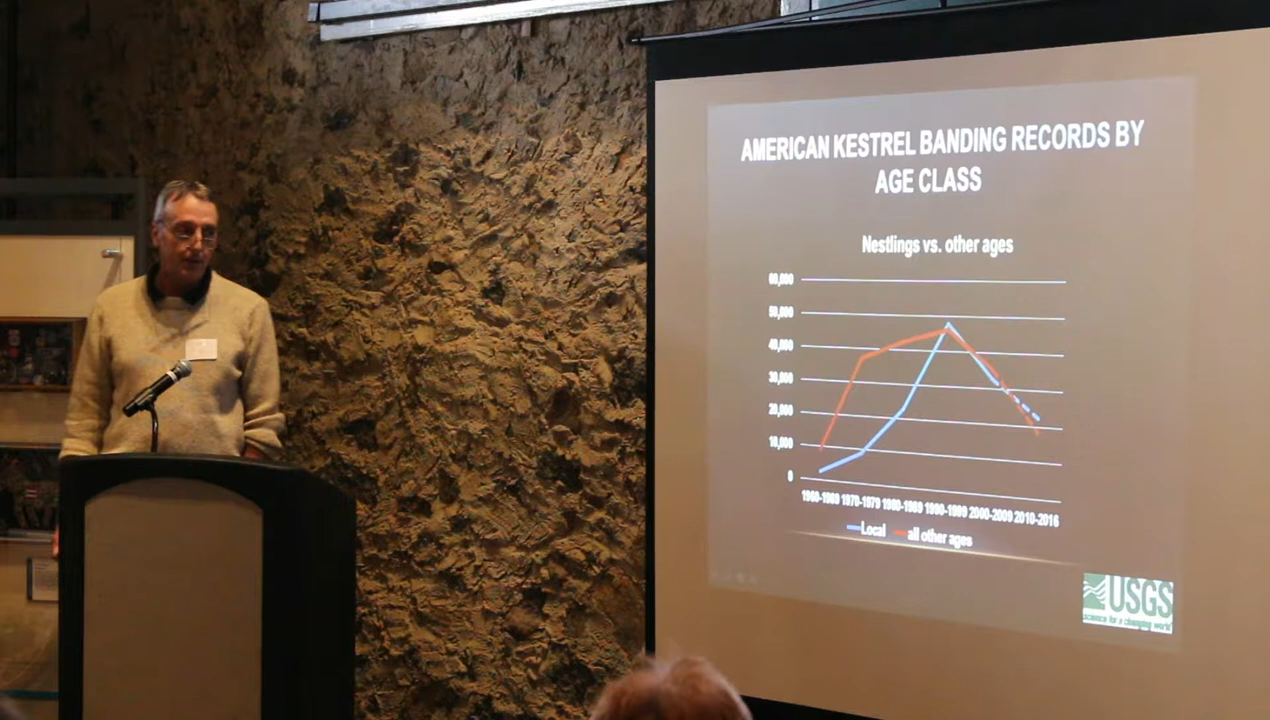 AMERICAN KESTREL BANDING RECORDS BY
AGE CLASS
Nestlings vs. other ages
60,000
50,000
40,000
30,000
20,000
10,000
0
1960-1969 1970-1979 1980-1989 1990-1999 2000-2009 2010-2016
Local all other ages
USGS
science for a changing world